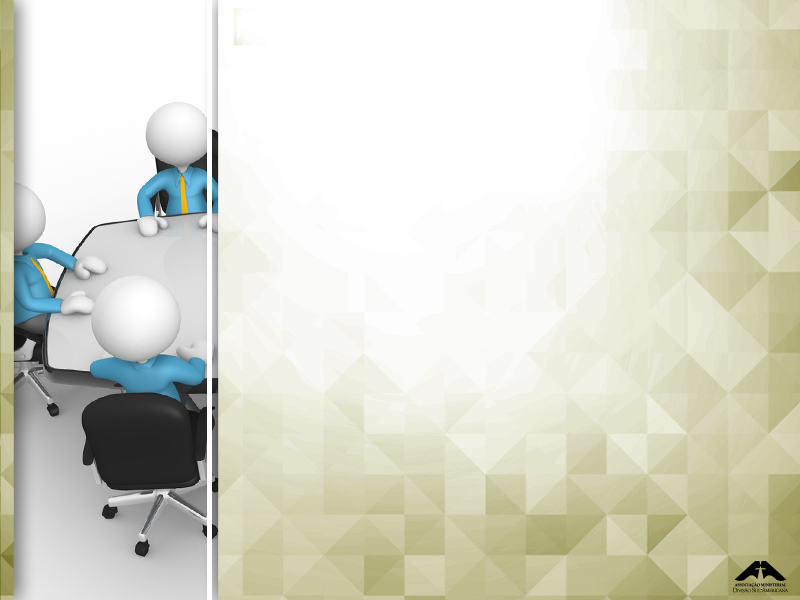 ASSOCIAÇÃO MINISTERIAL
DIVISÃO SUL-AMERICANA